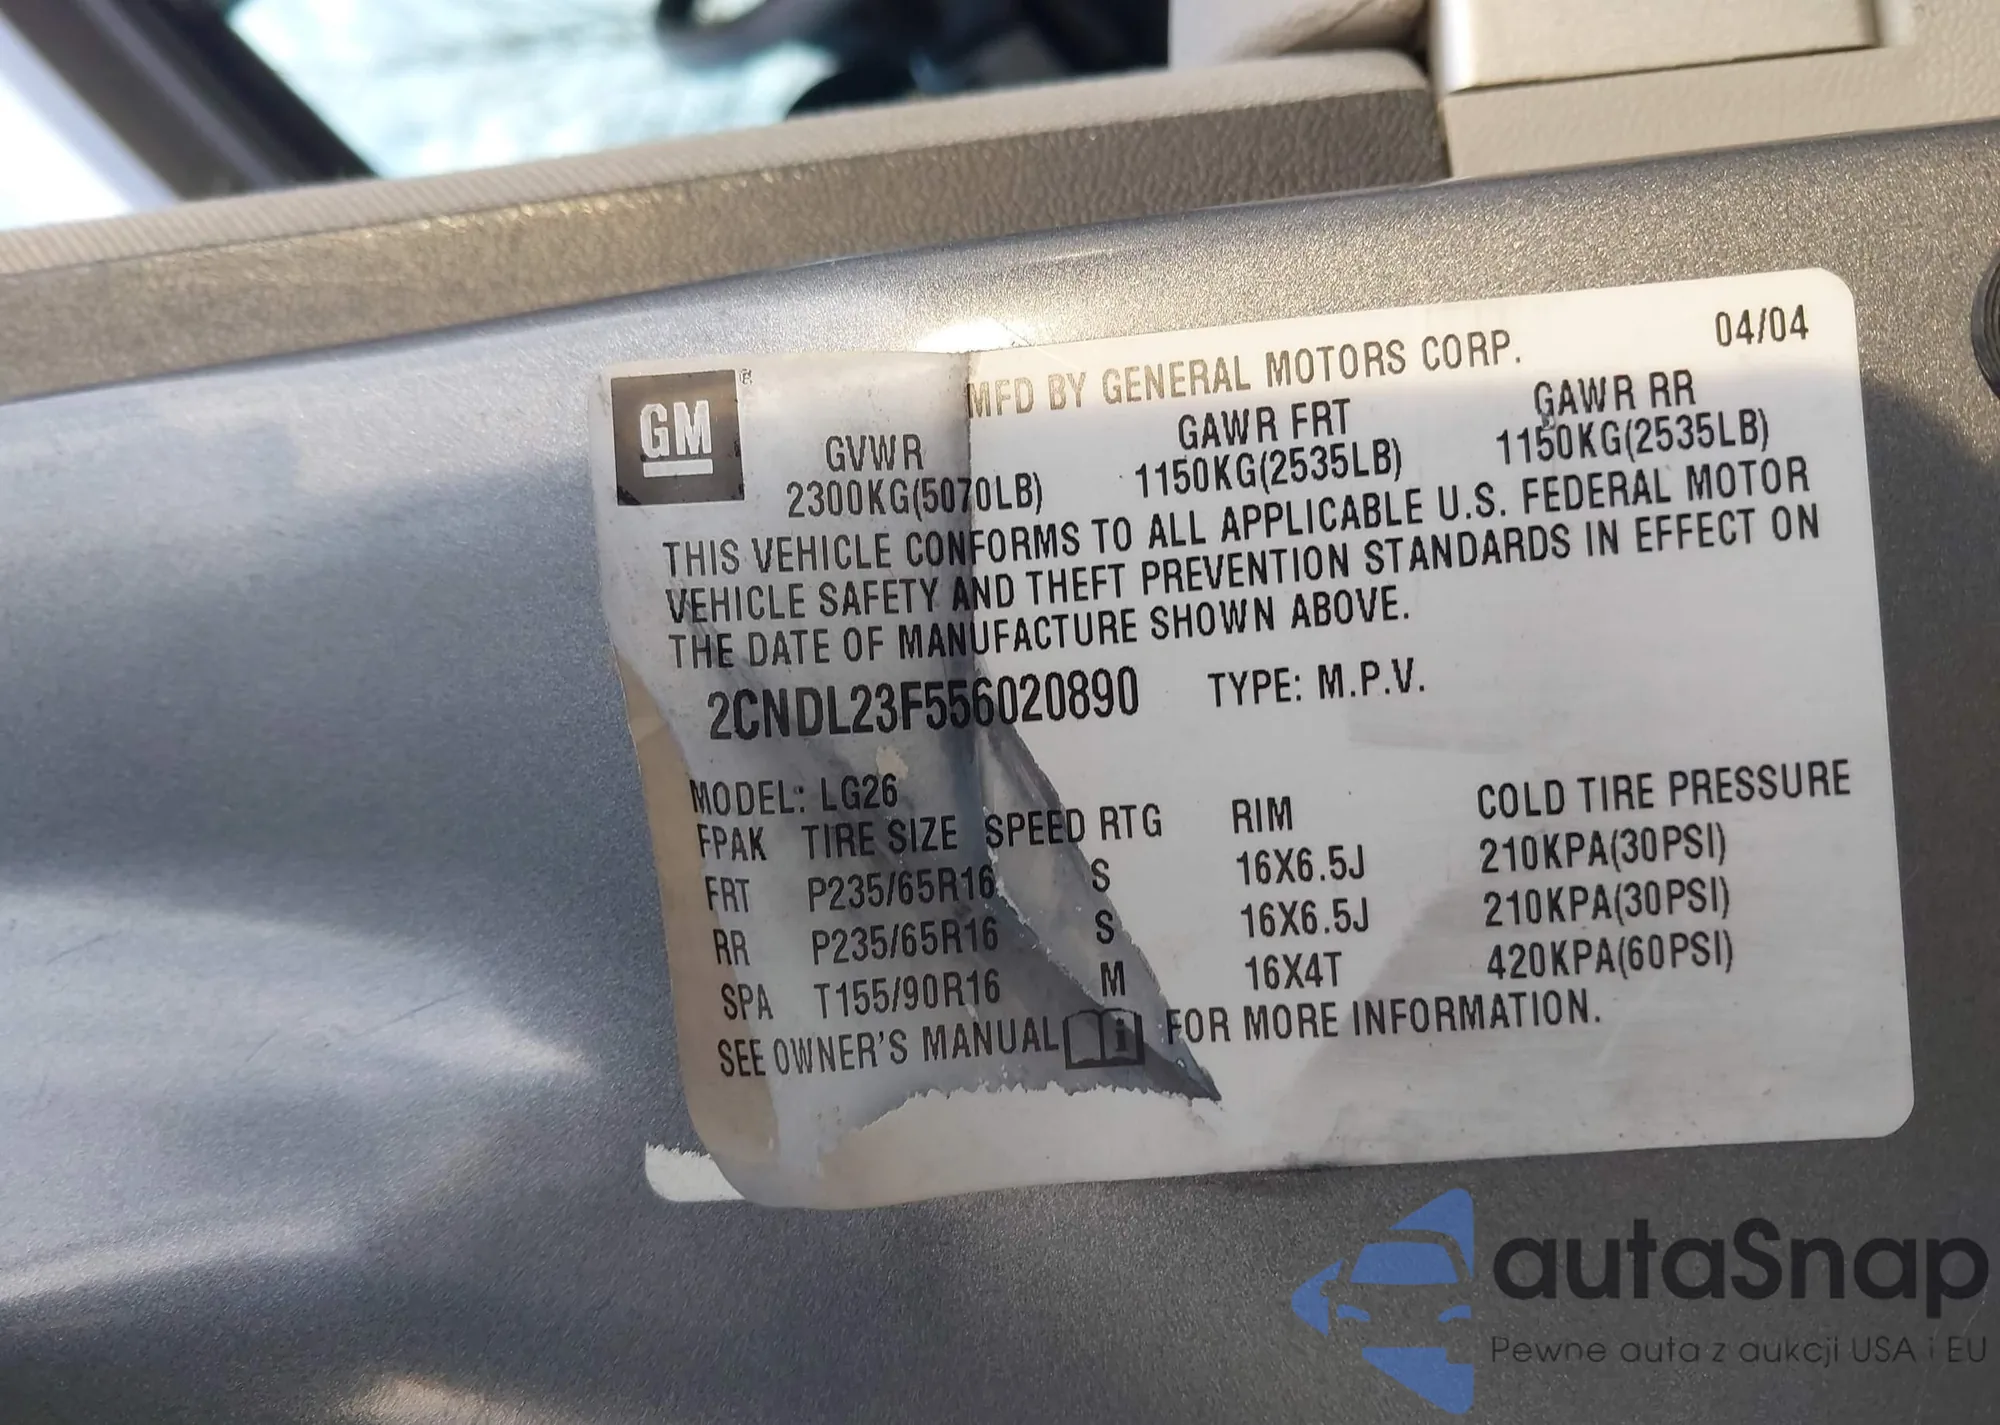 04/04
GM ®
MFD BY GENERAL MOTORS CORP.
GVWR GAWR FRT GAWR RR
2300KG(5070LB) 1150KG(2535LB) 1150KG(2535LB)
THIS VEHICLE CONFORMS TO ALL APPLICABLE U.S. FEDERAL MOTOR
VEHICLE SAFETY AND THEFT PREVENTION STANDARDS IN EFFECT ON
THE DATE OF MANUFACTURE SHOWN ABOVE.
2CNDL23F556020890 TYPE: M.P.V.
MODEL: LG26
FPAK TIRE SIZE SPEED RTG RIM COLD TIRE PRESSURE
FRT P235/65R16 S 16X6.5J 210KPA(30PSI)
RR P235/65R16 S 16X6.5J 210KPA(30PSI)
SPA T155/90R16 M 16X4T 420KPA(60PSI)
SEE OWNER'S MANUAL i FOR MORE INFORMATION.
autaSnap
Pewne auta z aukcji USA i EU